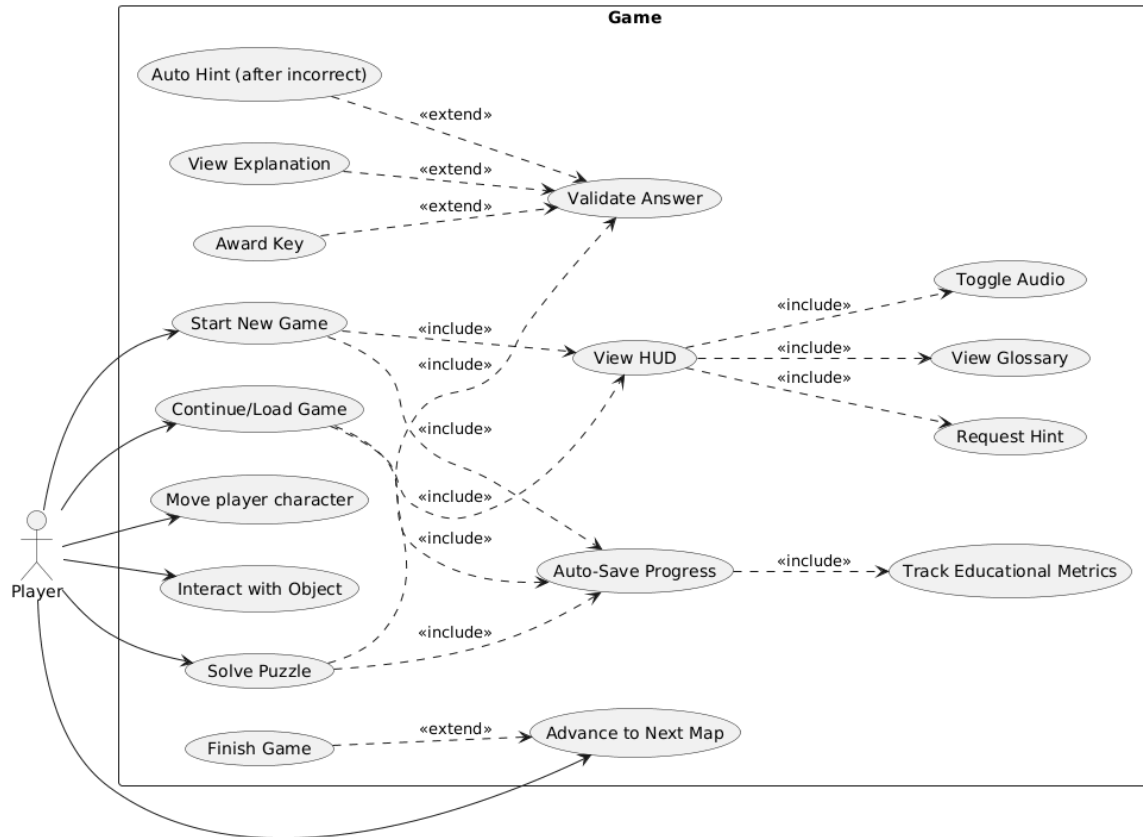 Game
Auto Hint (after incorrect)
«extend»
View Explanation
«extend»
Validate Answer
«extend»
Award Key
Toggle Audio
«include»
Start New Game
«include»
View HUD
«include»
View Glossary
«include»
«include»
Continue/Load Game
«include»
Request Hint
Move player character
«include»
«include»
Player
Interact with Object
Auto-Save Progress
«include»
Track Educational Metrics
«include»
Solve Puzzle
«extend»
Finish Game
Advance to Next Map